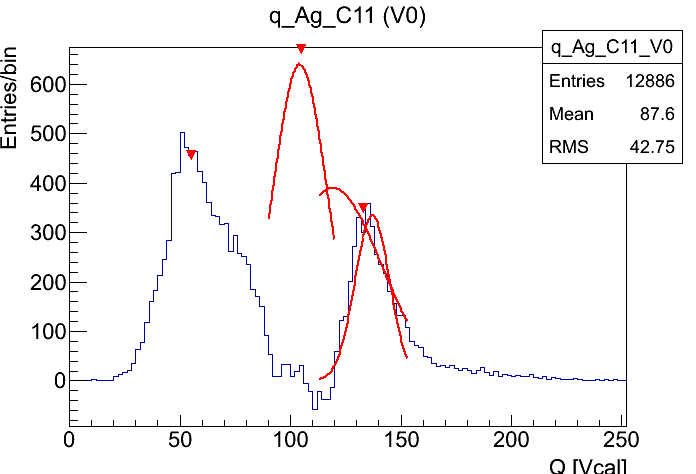 q_Ag_C11 (V0)
q_Ag_C11_V0
Entries 12886
Mean 87.6
RMS 42.75
Entries/bin
600
500
400
300
200
100
0
0 50 100 150 200 250
Q [Vcal]